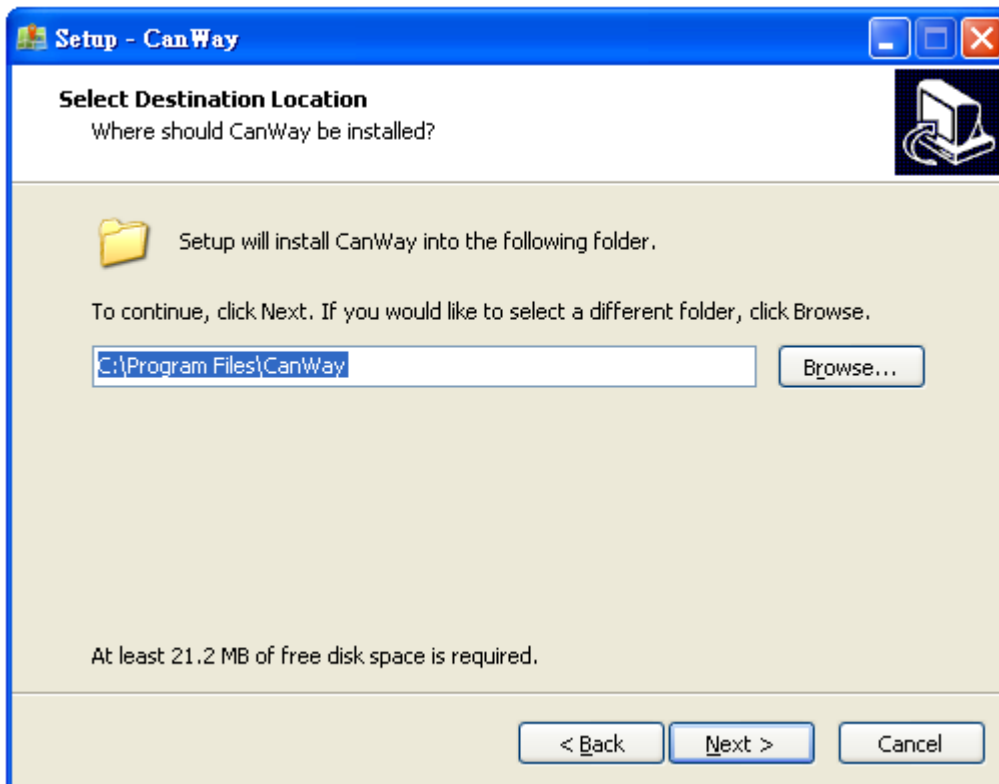 Setup - CanWay
Select Destination Location
Where should CanWay be installed?
Setup will install CanWay into the following folder.
To continue, click Next. If you would like to select a different folder, click Browse.
C:\Program Files\CanWay
Browse...
At least 21.2 MB of free disk space is required.
< Back
Next >
Cancel